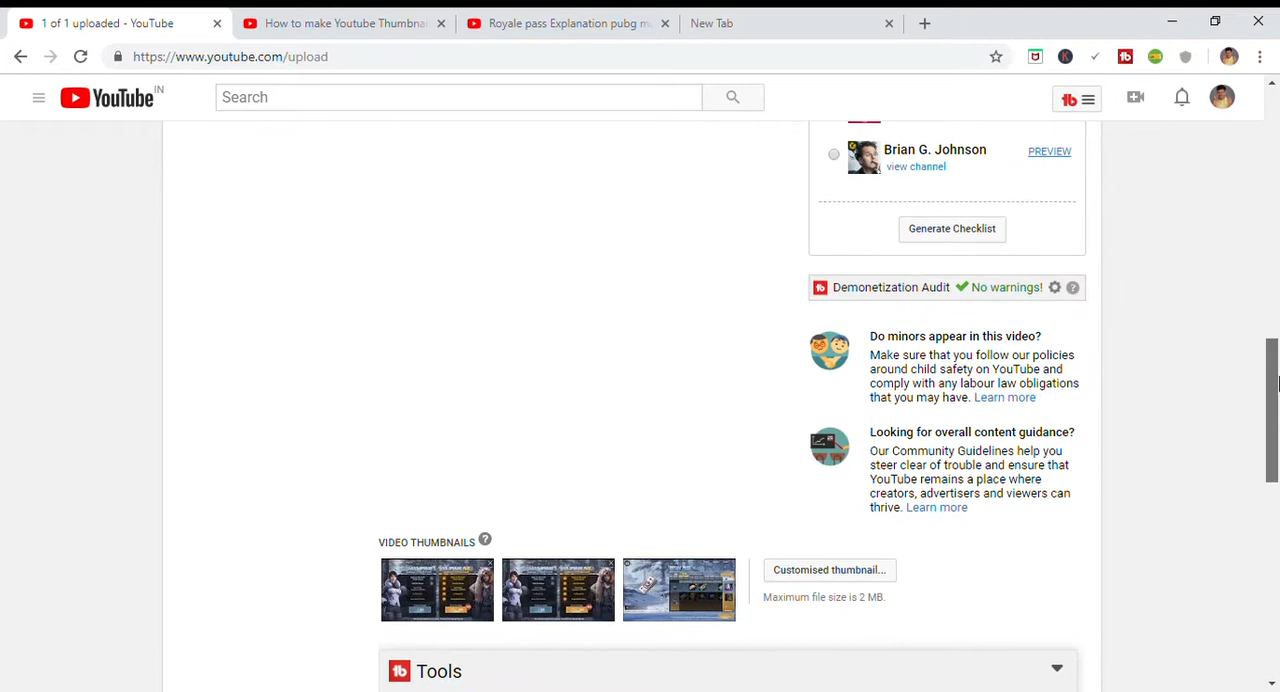 1 of 1 uploaded - YouTube
How to make Youtube Thumbna
Royale pass Explanation pubg m
New Tab
https://www.youtube.com/upload
YouTube IN
Search
Brian G. Johnson
PREVIEW
view channel
Generate Checklist
Demonetization Audit No warnings!
Do minors appear in this video?
Make sure that you follow our policies
around child safety on YouTube and
comply with any labour law obligations
that you may have. Learn more
Looking for overall content guidance?
Our Community Guidelines help you
steer clear of trouble and ensure that
YouTube remains a place where
creators, advertisers and viewers can
thrive. Learn more
VIDEO THUMBNAILS
Customised thumbnail...
Maximum file size is 2 MB.
Tools